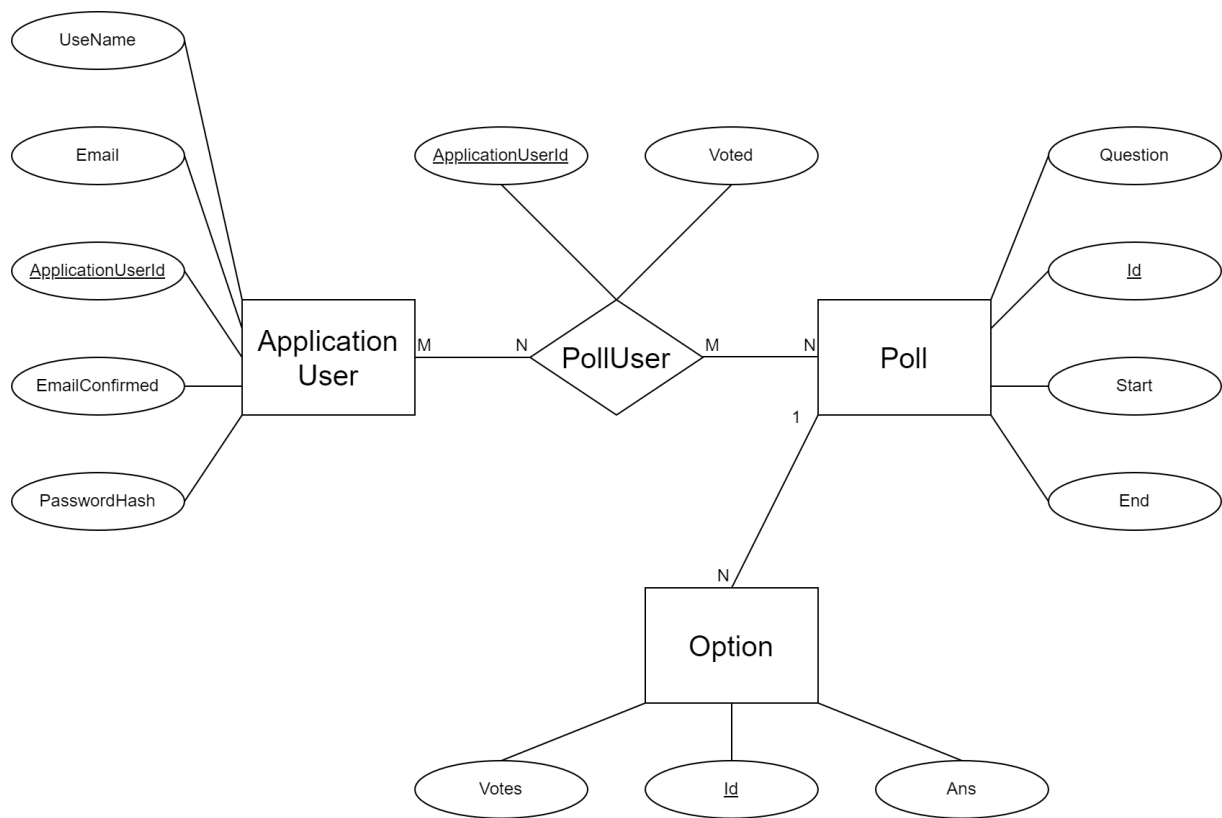 UseName
Email
ApplicationUserId
Voted
Question
ApplicationUserId
Id
Application
User
M
N
PollUser
M
N
Poll
EmailConfirmed
Start
1
PasswordHash
End
N
Option
Votes
Id
Ans